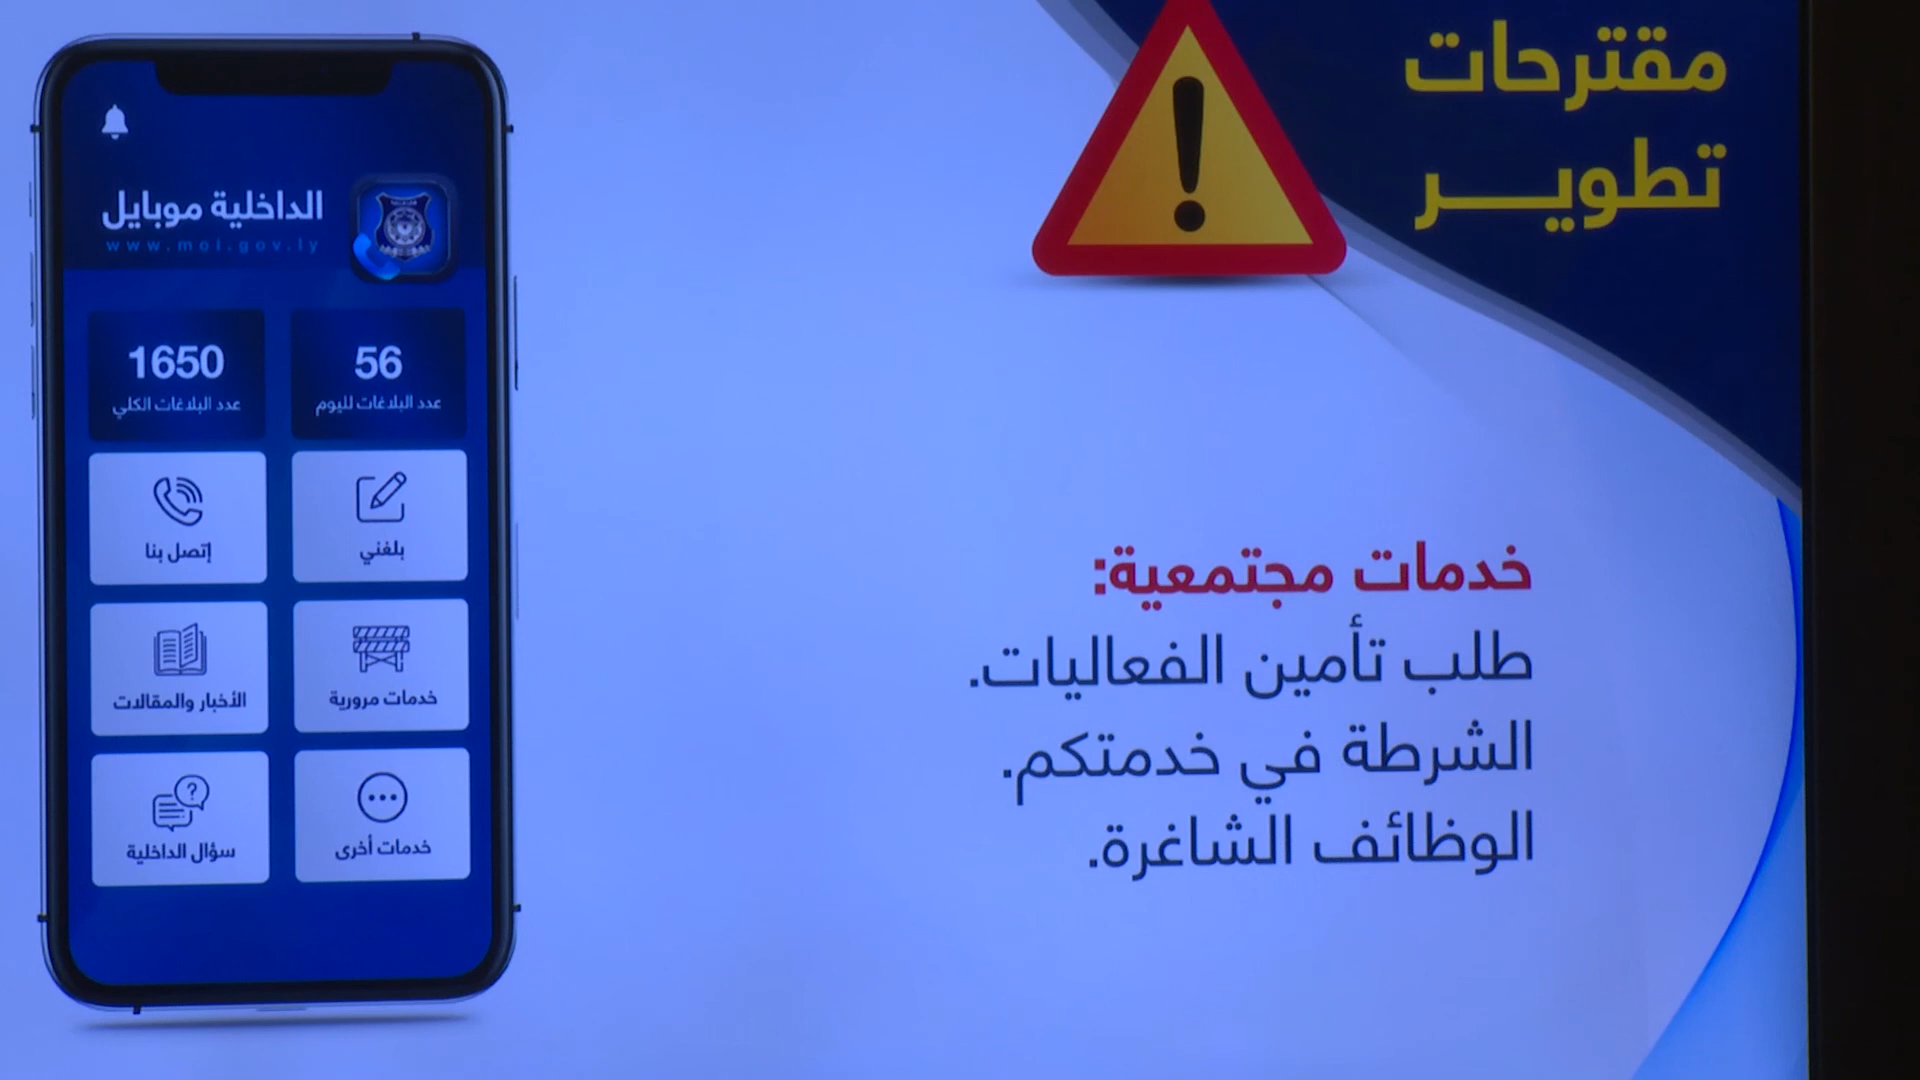 مقترحات
تطويـــر
خدمات مجتمعية:
طلب تأمين الفعاليات.
الشرطة في خدمتكم.
الوظائف الشاغرة.
الداخلية موبايل
www.moi.gov.ly
56
عدد البلاغات لليوم
1650
عدد البلاغات الكلي
بلغني
إتصل بنا
خدمات مرورية
الأخبار والمقالات
خدمات أخرى
سؤال الداخلية